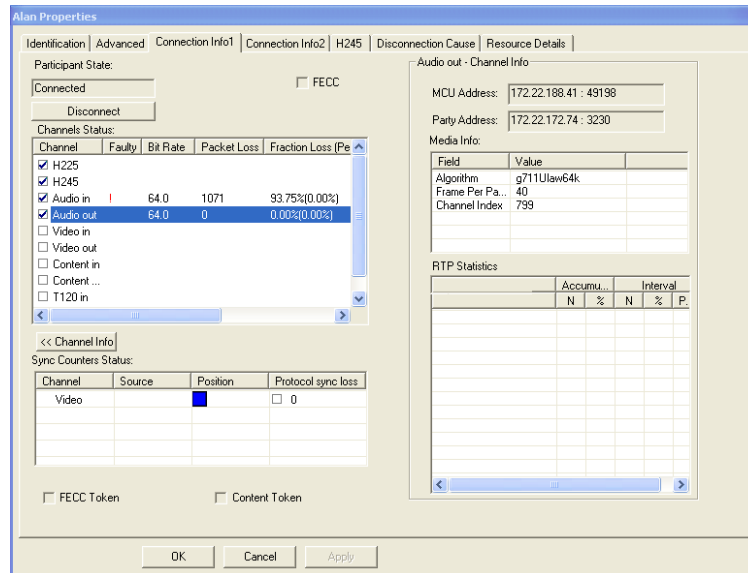 Alan Properties
Identification Advanced Connection Info1 Connection Info2 H245 Disconnection Cause Resource Details
Participant State:
Connected
FECC
Disconnect
Channels Status:
Channel Faulty Bit Rate Packet Loss Fraction Loss (Pe
H225
H245
Audio in ! 64.0 1071 93.75%(0.00%)
Audio out 64.0 0 0.00%(0.00%)
Video in
Video out
Content in
Content ...
T120 in
<< Channel Info
Sync Counters Status:
Channel Source Position Protocol sync loss
Video 0
FECC Token
Content Token
Audio out - Channel Info
MCU Address: 172.22.188.41 : 49198
Party Address: 172.22.172.74 : 3230
Media Info:
Field Value
Algorithm g711Ulaw64k
Frame Per Pa... 40
Channel Index 799
RTP Statistics
Accumu... Interval
N % N % P.
OK Cancel Apply